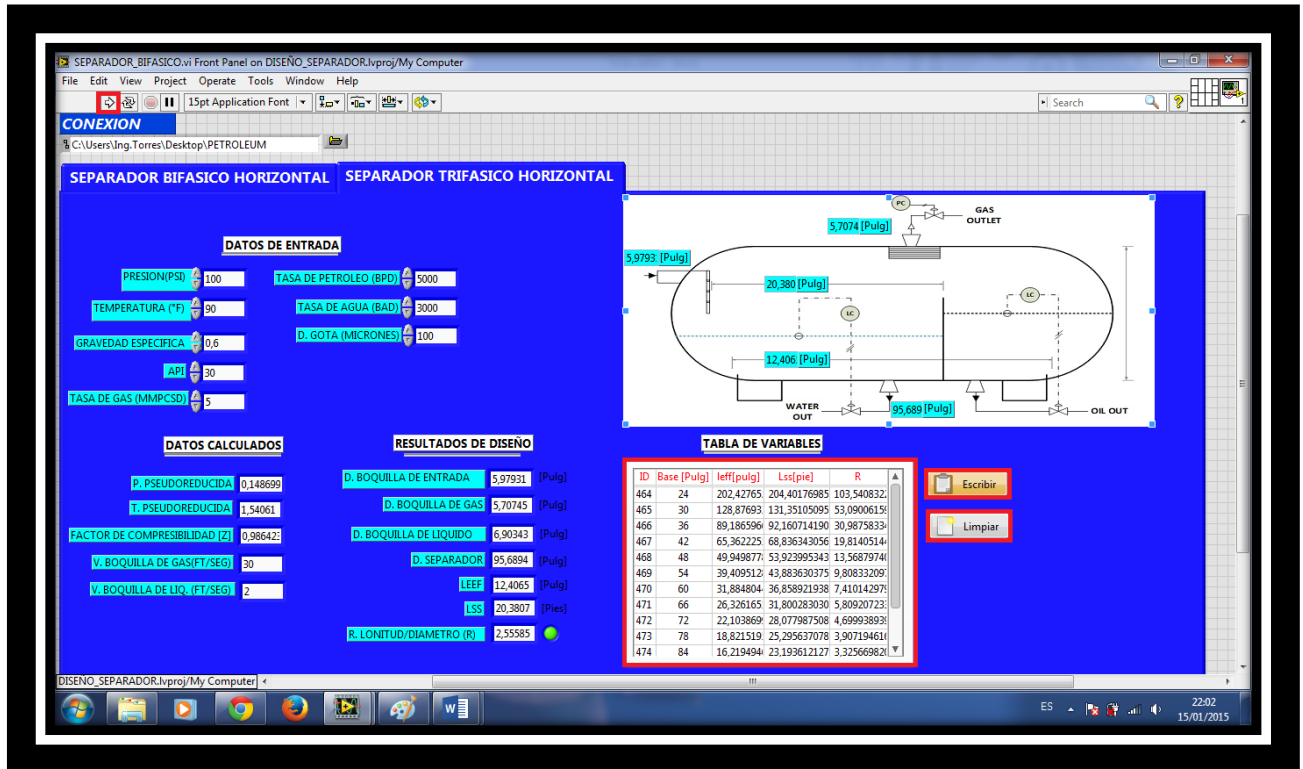 SEPARADOR_BIFASICO.vi Front Panel on DISEÑO_SEPARADOR.lvproj/My Computer
File Edit View Project Operate Tools Window Help
15pt Application Font
Search
CONEXION
C:\Users\Ing.Torres\Desktop\PETROLEUM
SEPARADOR BIFASICO HORIZONTAL
SEPARADOR TRIFASICO HORIZONTAL
DATOS DE ENTRADA
PRESION(PSI) 100
TASA DE PETROLEO (BPD) 5000
TEMPERATURA (°F) 90
TASA DE AGUA (BAD) 3000
GRAVEDAD ESPECIFICA 0,6
D. GOTA (MICRONES) 100
API 30
TASA DE GAS (MMPCSD) 5
PC
GAS
OUTLET
5,7074 [Pulg]
5,9793 [Pulg]
20,380 [Pulg]
LC
LC
12,406 [Pulg]
WATER
OUT
95,689 [Pulg]
OIL OUT
DATOS CALCULADOS
P. PSEUDOREDUCIDA 0,148699
T. PSEUDOREDUCIDA 1,54061
FACTOR DE COMPRESIBILIDAD [Z] 0,98642
V. BOQUILLA DE GAS(FT/SEG) 30
V. BOQUILLA DE LIQ. (FT/SEG) 2
RESULTADOS DE DISEÑO
D. BOQUILLA DE ENTRADA 5,97931 [Pulg]
D. BOQUILLA DE GAS 5,70745 [Pulg]
D. BOQUILLA DE LIQUIDO 6,90343 [Pulg]
D. SEPARADOR 95,6894 [Pulg]
LEEF 12,4065 [Pulg]
LSS 20,3807 [Pies]
R. LONITUD/DIAMETRO (R) 2,55585
TABLA DE VARIABLES
ID Base [Pulg] leff[pulg] Lss[pie] R
464 24 202,42765 204,40176985 103,540832
465 30 128,87693 131,35105095 53,0900615
466 36 89,186596 92,160714190 30,9875833
467 42 65,362225 68,836343056 19,8140514
468 48 49,949877 53,923995343 13,5687974
469 54 39,409512 43,883630375 9,80833209
470 60 31,884804 36,858921938 7,41014297
471 66 26,326165 31,800283030 5,80920723
472 72 22,103869 28,077987508 4,69993893
473 78 18,821519 25,295637078 3,90719461
474 84 16,219494 23,193612127 3,32566982
Escribir
Limpiar
DISEÑO_SEPARADOR.lvproj/My Computer
ES
22:02
15/01/2015